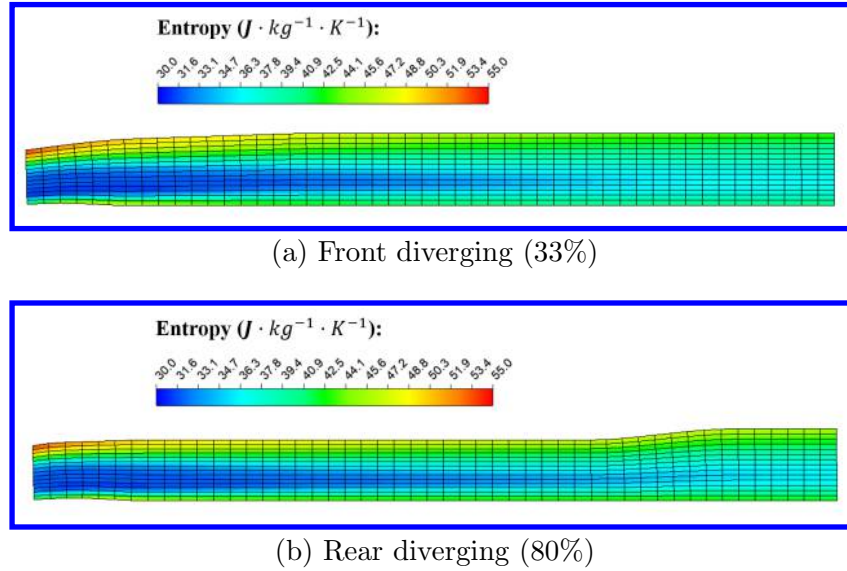 Entropy (J · kg⁻¹ · K⁻¹):
30.0 31.6 33.1 34.7 36.3 37.8 39.4 40.9 42.5 44.1 45.6 47.2 48.8 50.3 51.9 53.4 55.0
(a) Front diverging (33%)
Entropy (J · kg⁻¹ · K⁻¹):
30.0 31.6 33.1 34.7 36.3 37.8 39.4 40.9 42.5 44.1 45.6 47.2 48.8 50.3 51.9 53.4 55.0
(b) Rear diverging (80%)